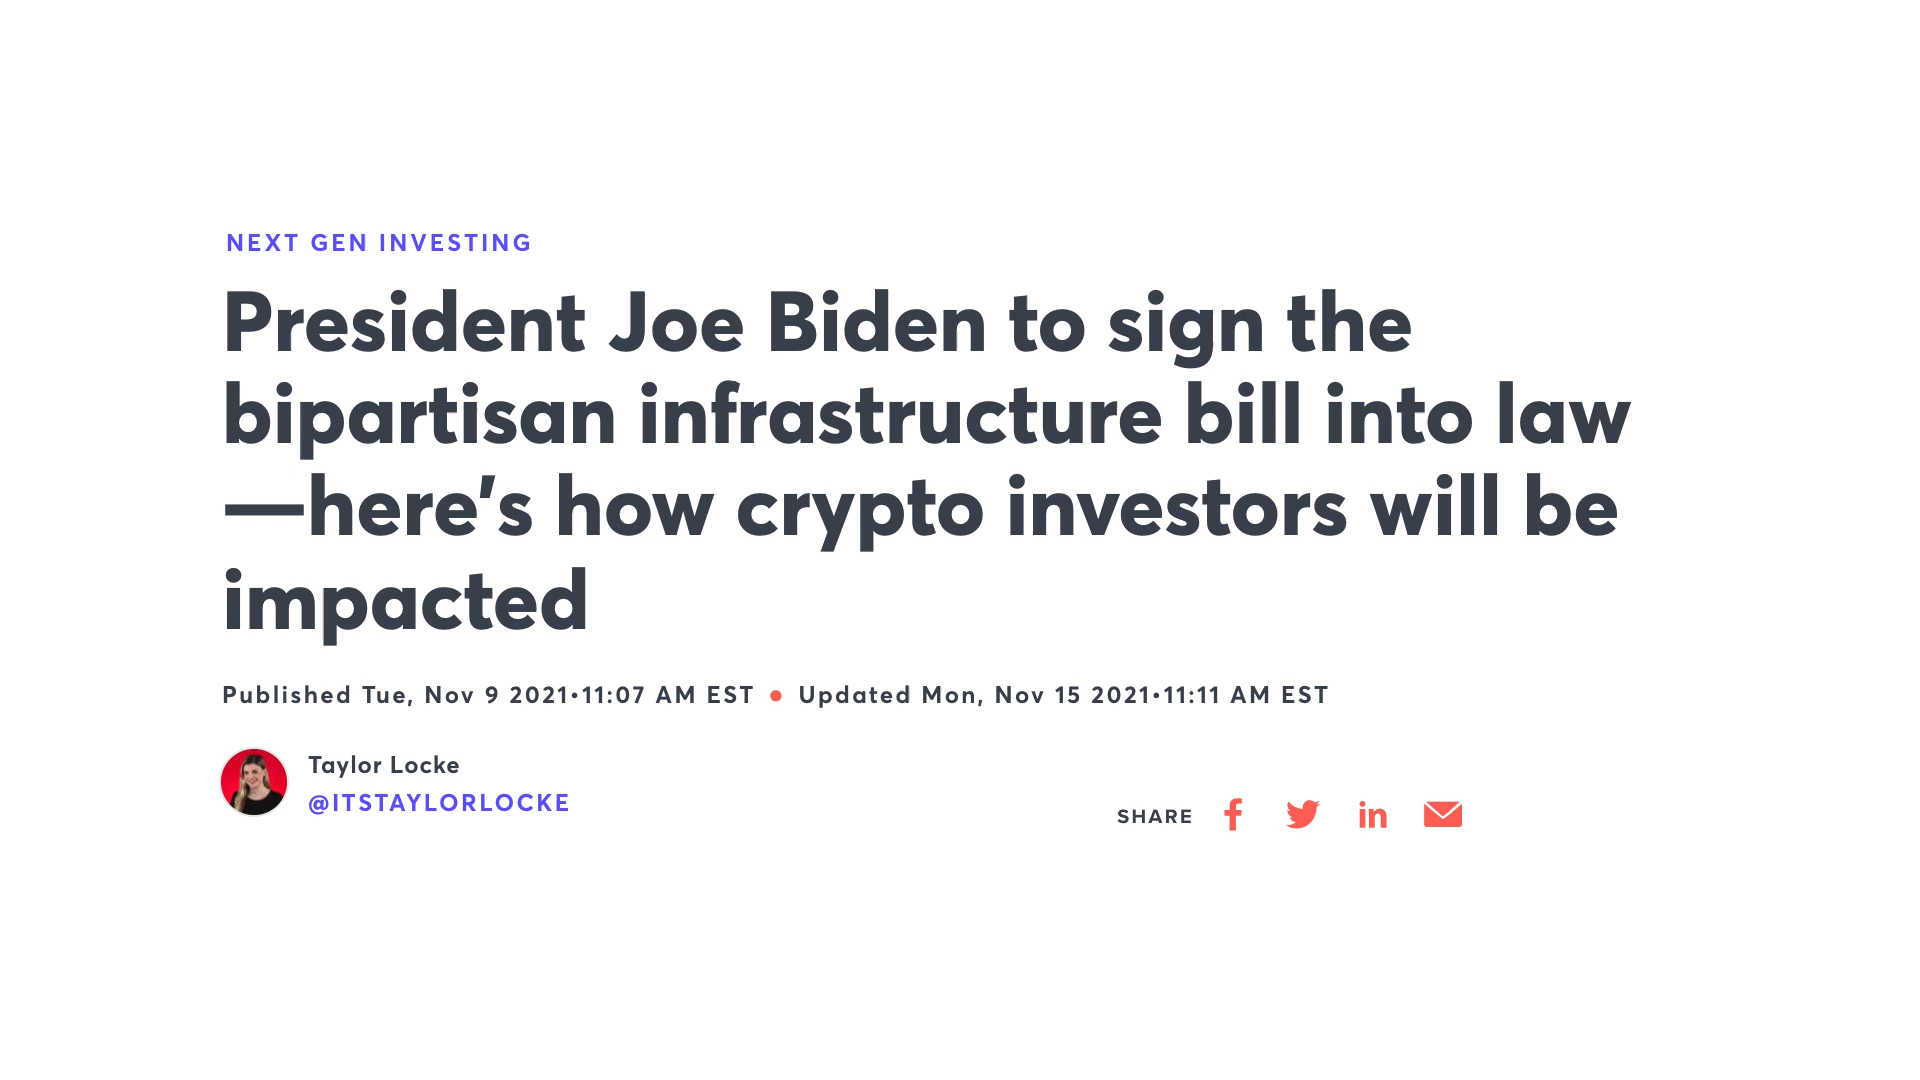 NEXT GEN INVESTING
President Joe Biden to sign the
bipartisan infrastructure bill into law
—here’s how crypto investors will be
impacted
Published Tue, Nov 9 2021•11:07 AM EST • Updated Mon, Nov 15 2021•11:11 AM EST
Taylor Locke
@ITSTAYLORLOCKE
SHARE